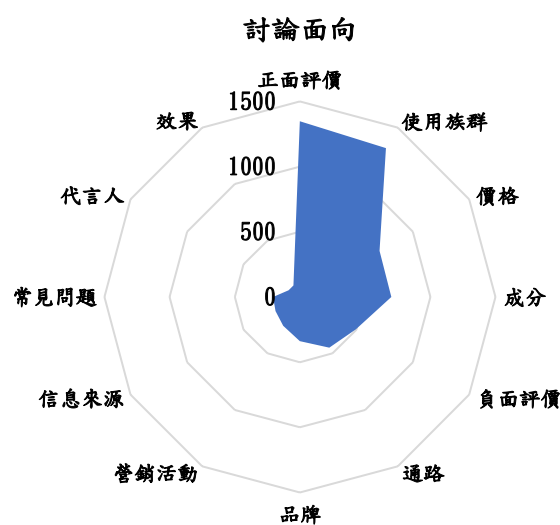 討論面向
正面評價
1500
使用族群
效果
1000
價格
代言人
500
常見問題
0
成分
信息來源
負面評價
營銷活動
通路
品牌